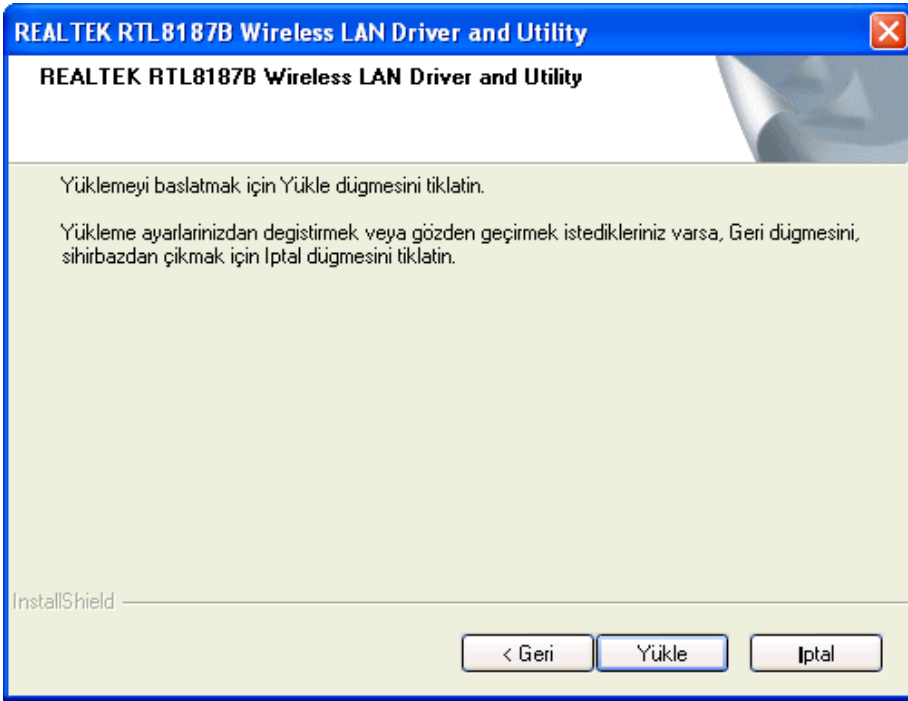 REALTEK RTL8187B Wireless LAN Driver and Utility
REALTEK RTL8187B Wireless LAN Driver and Utility
Yüklemeyi baslatmak için Yükle dügmesini tiklatin.
Yükleme ayarlarinizdan degistirmek veya gözden geçirmek istedikleriniz varsa, Geri dügmesini,
sihirbazdan çikmak için Iptal dügmesini tiklatin.
InstallShield
< Geri
Yükle
Iptal